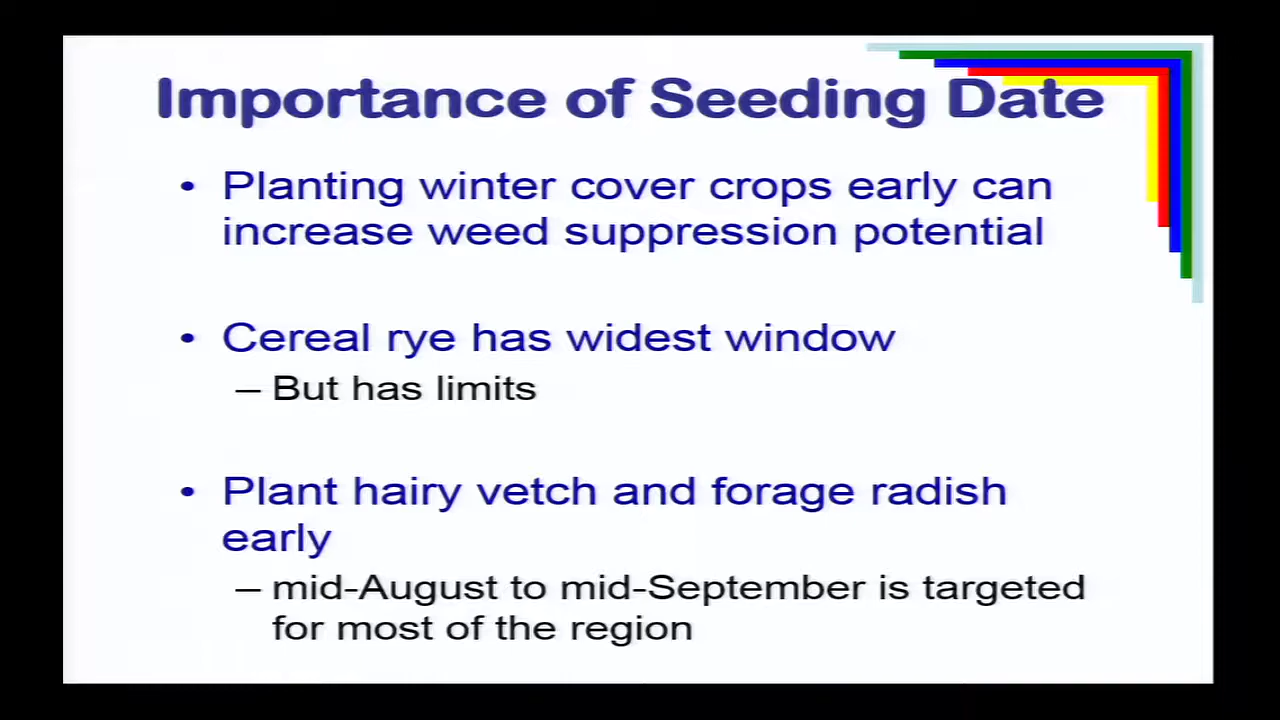 Importance of Seeding Date
• Planting winter cover crops early can
increase weed suppression potential
• Cereal rye has widest window
– But has limits
• Plant hairy vetch and forage radish
early
– mid-August to mid-September is targeted
for most of the region